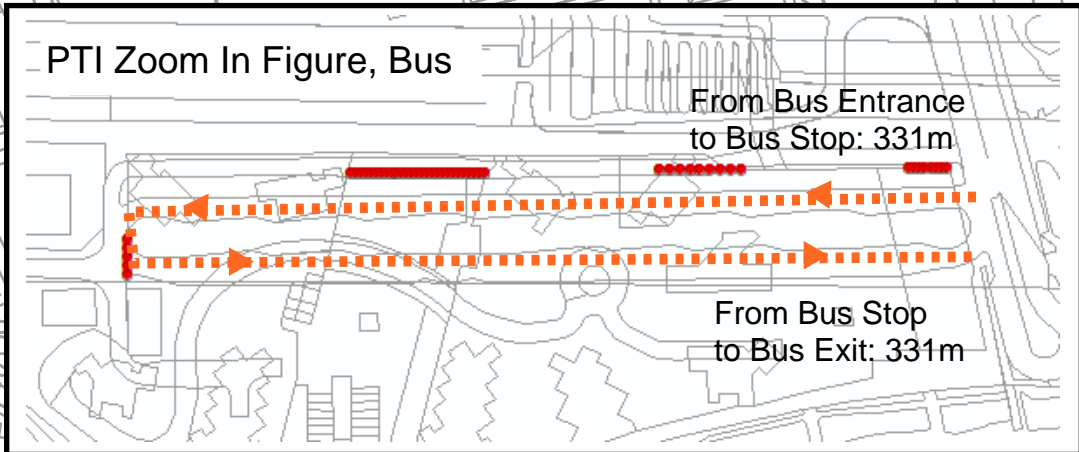 PTI Zoom In Figure, Bus
From Bus Entrance
to Bus Stop: 331m
From Bus Stop
to Bus Exit: 331m